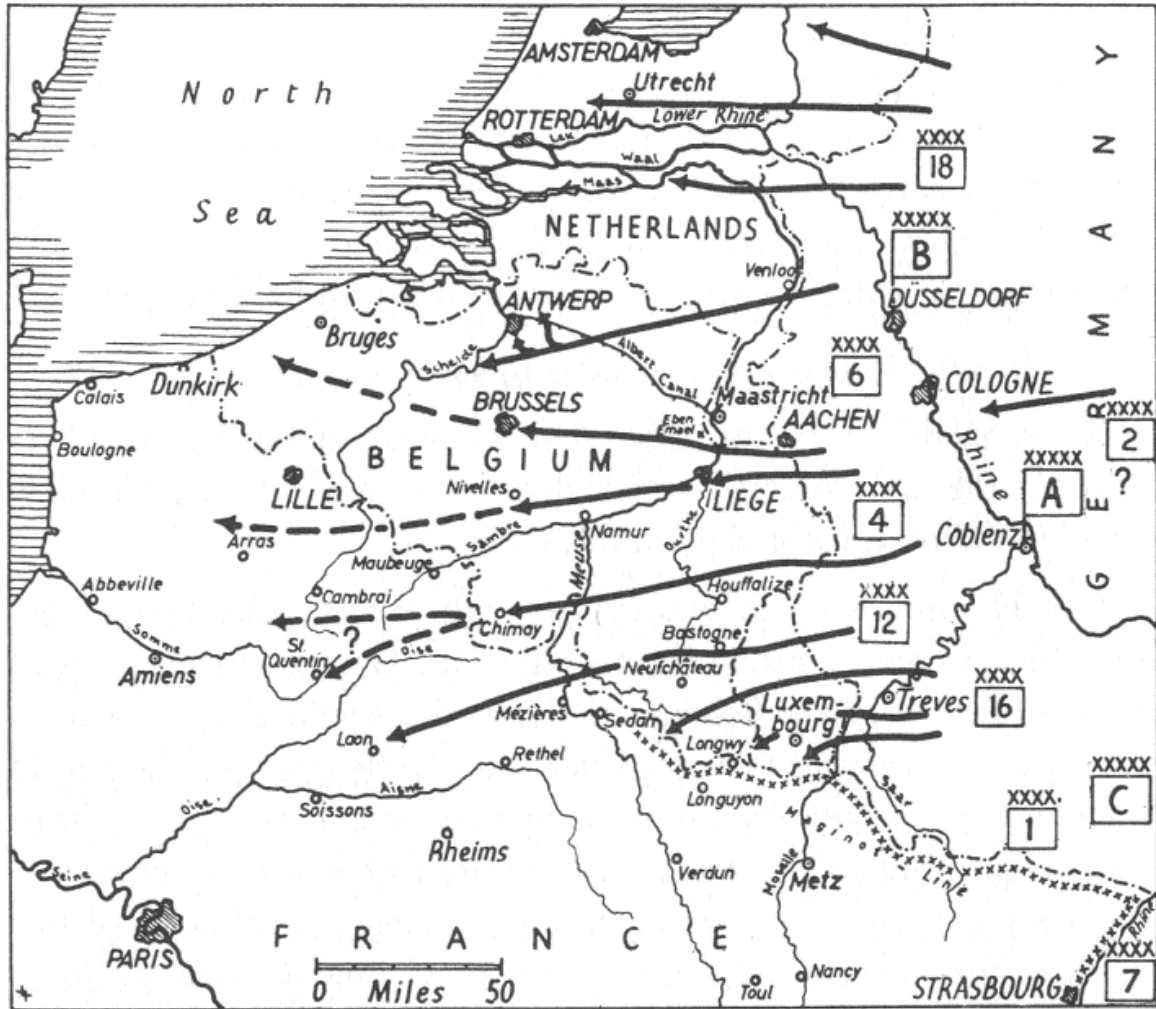 North
Sea
AMSTERDAM
Utrecht
Lower Rhine
ROTTERDAM
Lek
Waal
Maas
XXXX
18
GERMANY
NETHERLANDS
XXXXX
B
Venloo
DÜSSELDORF
ANTWERP
Bruges
Schelde
Albert Canal
XXXX
6
COLOGNE
Dunkirk
Calais
BRUSSELS
Maastricht
AACHEN
Eben
Emael
XXXX
2
?
Boulogne
BELGIUM
Rhine
LILLE
Nivelles
LIEGE
XXXXX
A
XXXX
4
Coblenz
Arras
Namur
Sambre
Meuse
Ourthe
Maubeuge
Abbeville
Cambrai
Houffalize
XXXX
12
Chimay
Bastogne
Somme
Amiens
St.
Quentin
?
Oise
Neufchâteau
Treves
XXXX
16
Mézières
Sedan
Luxem-
bourg
Longwy
Laon
Rethel
Longuyon
Saar
XXXXX
C
Aisne
Soissons
Oise
Maginot Line
XXXX
1
Rheims
Verdun
Moselle
Metz
Seine
PARIS
FRANCE
0 Miles 50
Toul
Nancy
Rhine
XXXX
7
STRASBOURG